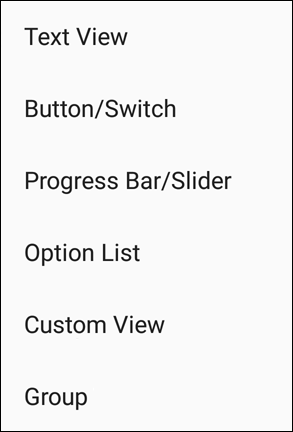 Text View
Button/Switch
Progress Bar/Slider
Option List
Custom View
Group